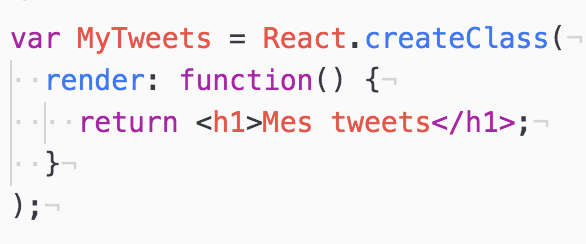 var MyTweets = React.createClass(¬
··render: function() {¬
····return <h1>Mes tweets</h1>;¬
··}¬
);¬